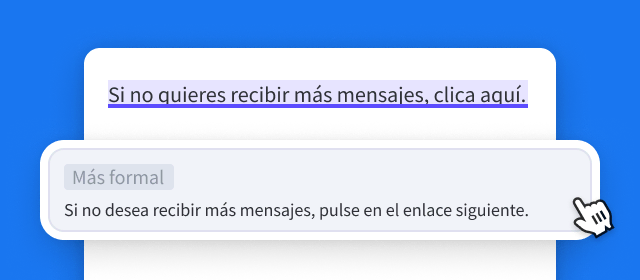 Si no quieres recibir más mensajes, clica aquí.
Más formal
Si no desea recibir más mensajes, pulse en el enlace siguiente.